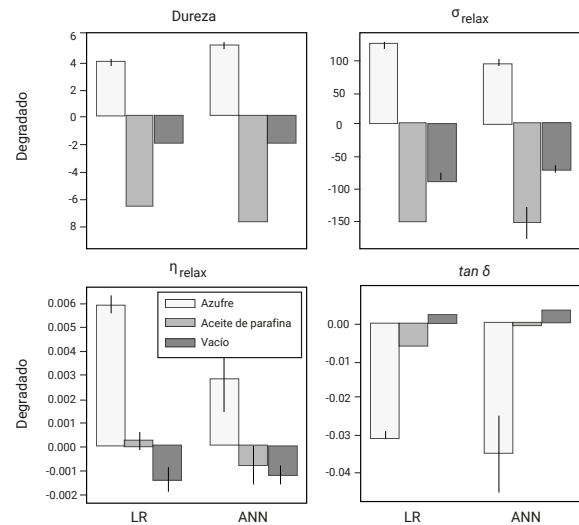 Dureza
6
4
2
0
-2
-4
-6
8
Degradado
σrelax
100
50
0
-50
-100
-150
ηrelax
0.006
0.005
0.004
0.003
0.002
0.001
0.000
-0.001
-0.002
Degradado
Azufre
Aceite de parafina
Vacío
LR
ANN
tan δ
0.00
-0.01
-0.02
-0.03
-0.04
LR
ANN